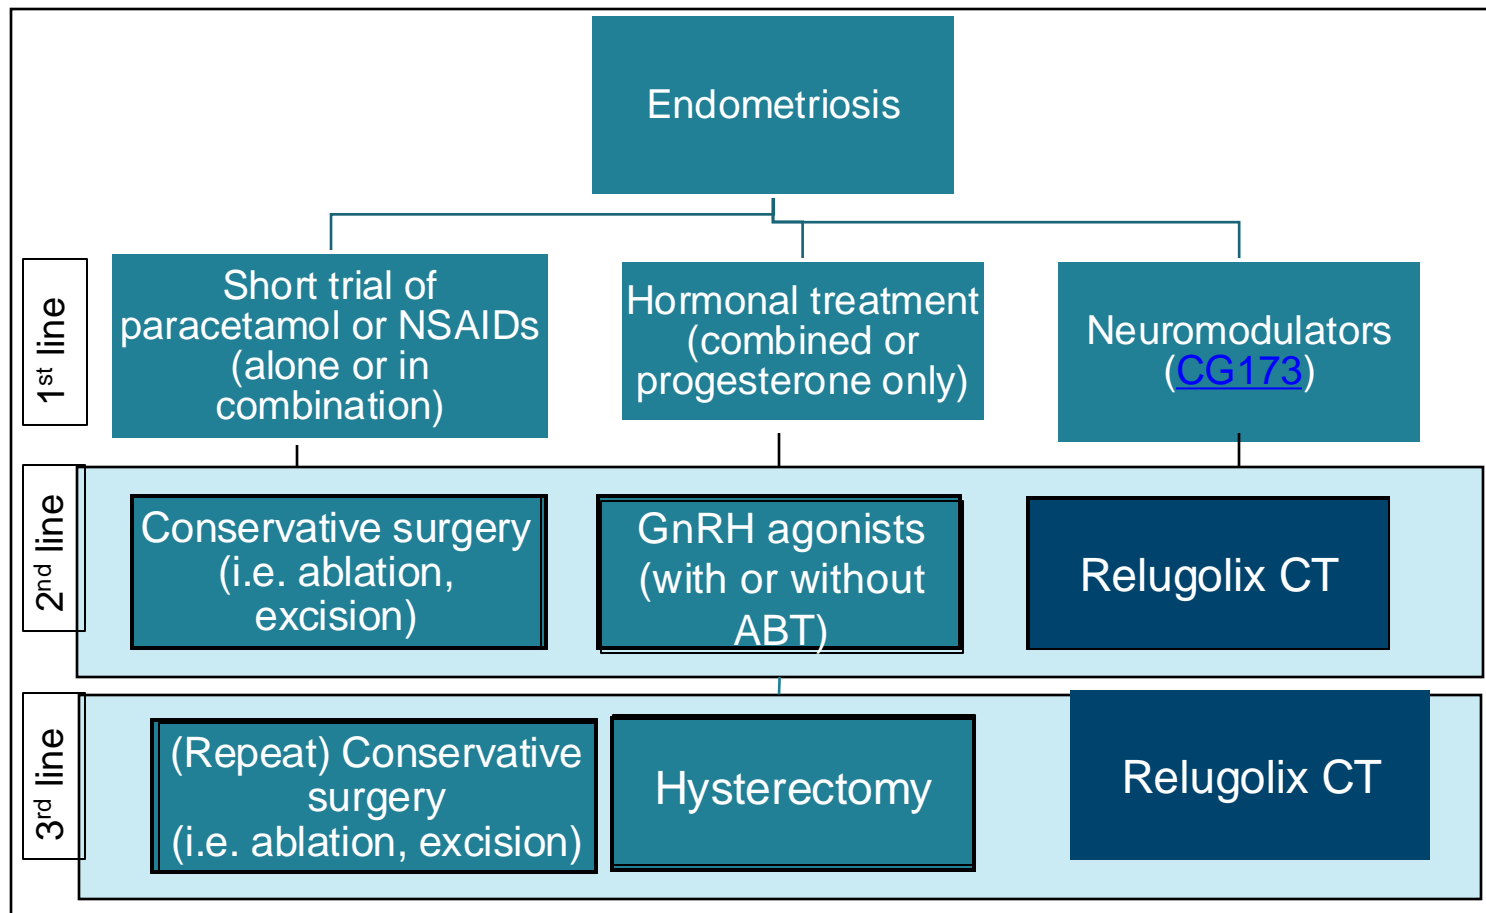 Endometriosis
1st line
Short trial of
paracetamol or NSAIDs
(alone or in
combination)
Hormonal treatment
(combined or
progesterone only)
Neuromodulators
(CG173)
2nd line
Conservative surgery
(i.e. ablation,
excision)
GnRH agonists
(with or without
ABT)
Relugolix CT
3rd line
(Repeat) Conservative
surgery
(i.e. ablation, excision)
Hysterectomy
Relugolix CT